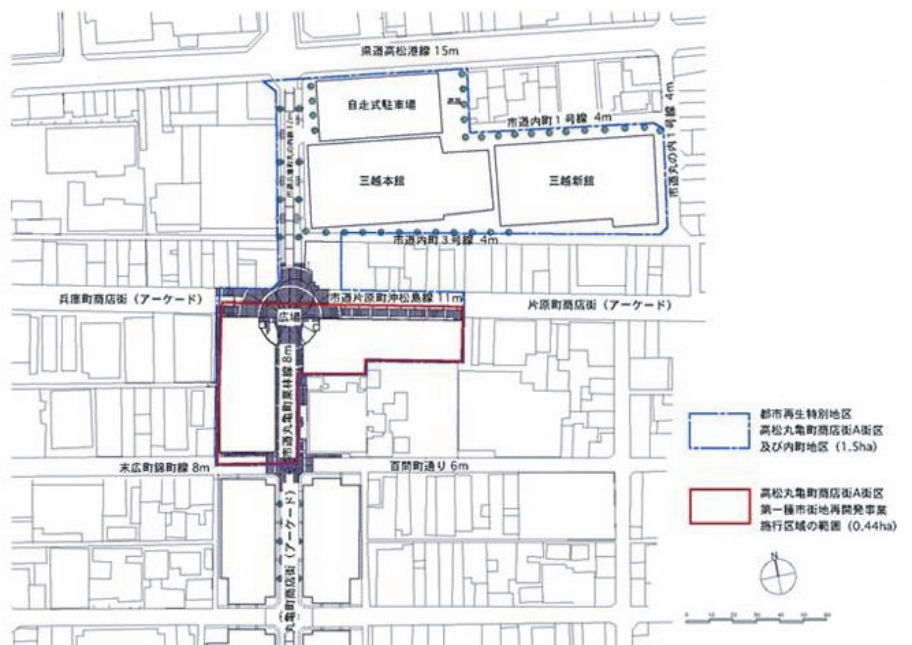 県道高松港線 15m
自走式駐車場
市道内町1号線 4m
市道丸の内1号線 4m
三越本館
三越新館
市道内町3号線 4m
兵庫町商店街（アーケード）
市道片原町沖松島線 11m
片原町商店街（アーケード）
広場
市道丸亀町栗林線 8m
末広町錦町線 8m
百間町通り 6m
丸亀町商店街（アーケード）
都市再生特別地区
高松丸亀町商店街A街区
及び内町地区（1.5ha）
高松丸亀町商店街A街区
第一種市街地再開発事業
施行区域の範囲（0.44ha）
N